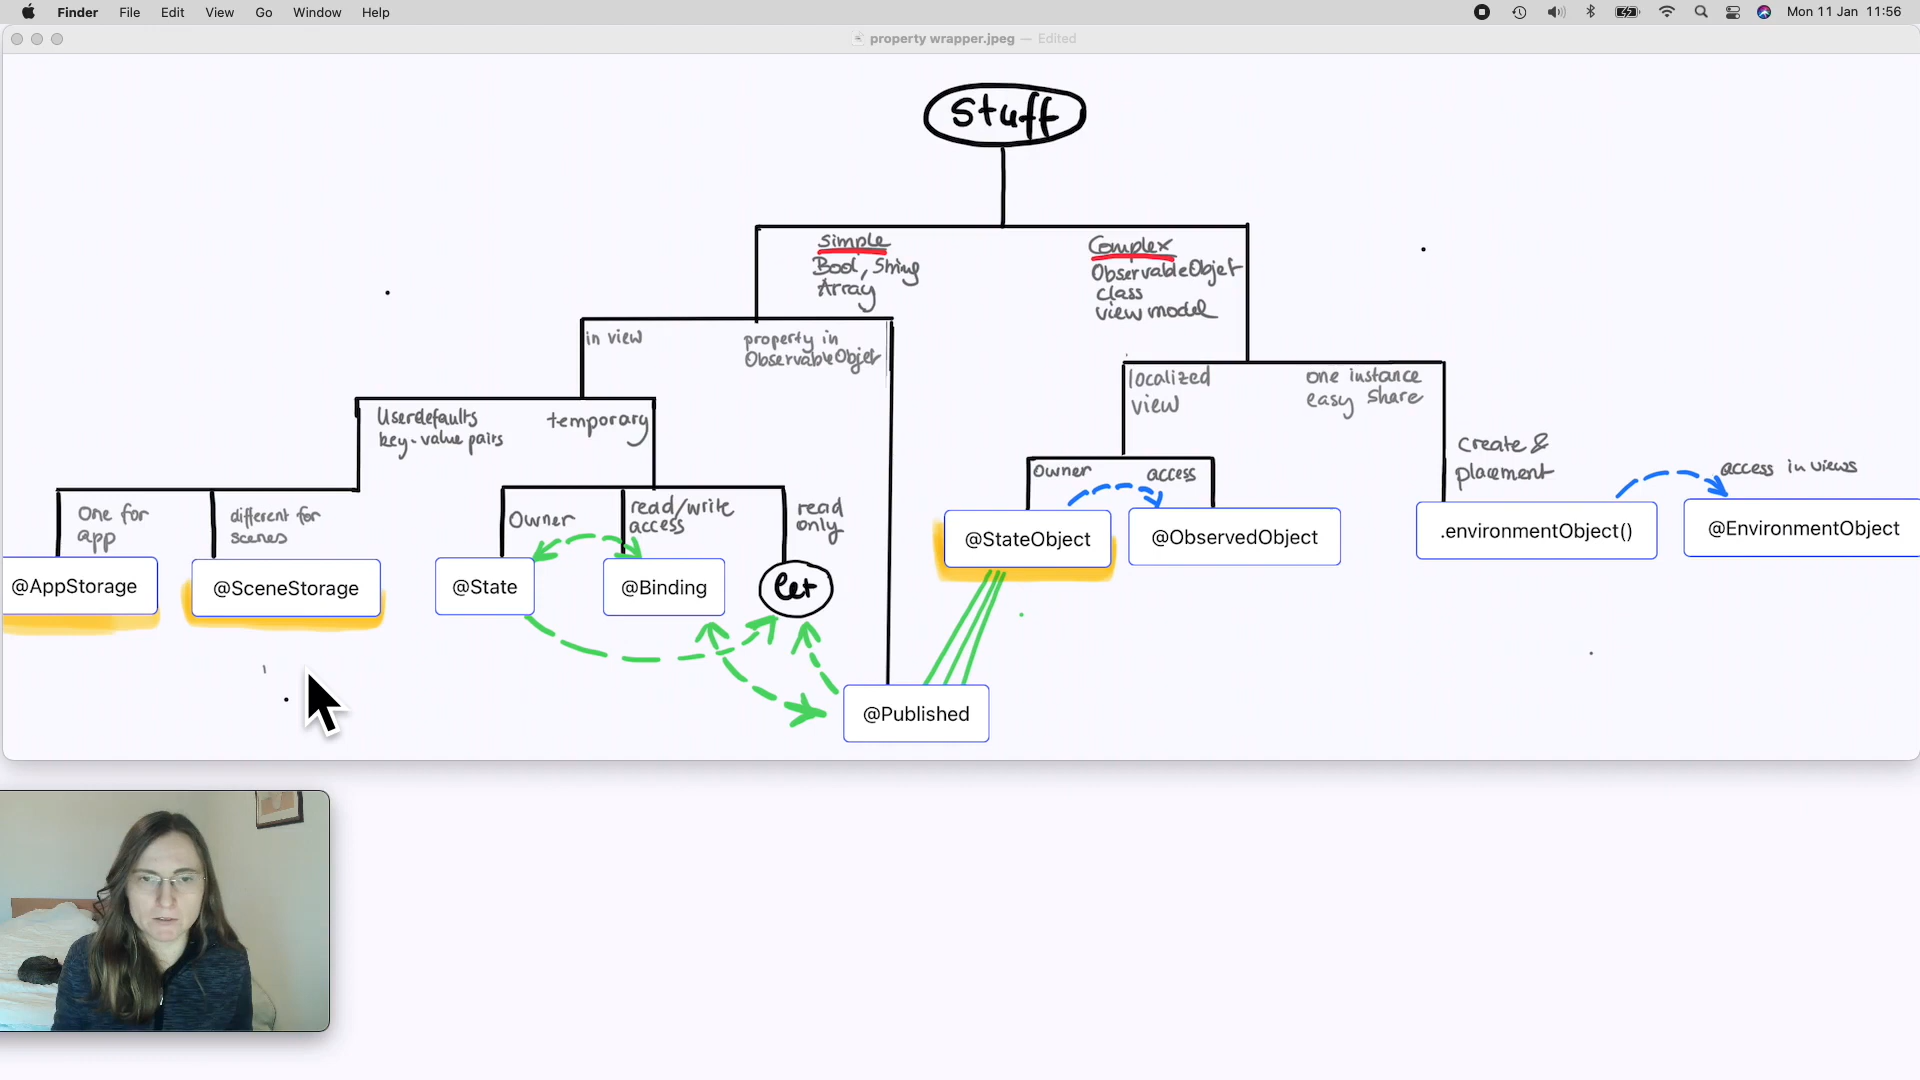 Finder File Edit View Go Window Help
Mon 11 Jan 11:56
property wrapper.jpeg — Edited
Stuff
Simple
Bool, String
Array
Complex
ObservableObjet
class
view model
in view
property in
ObservableObjet
localized
view
one instance
easy share
Userdefaults
key-value pairs
temporary
create &
placement
access in views
Owner
access
One for
app
different for
scenes
Owner
read/write
access
read
only
@AppStorage
@SceneStorage
@State
@Binding
let
@StateObject
@ObservedObject
.environmentObject()
@EnvironmentObject
@Published